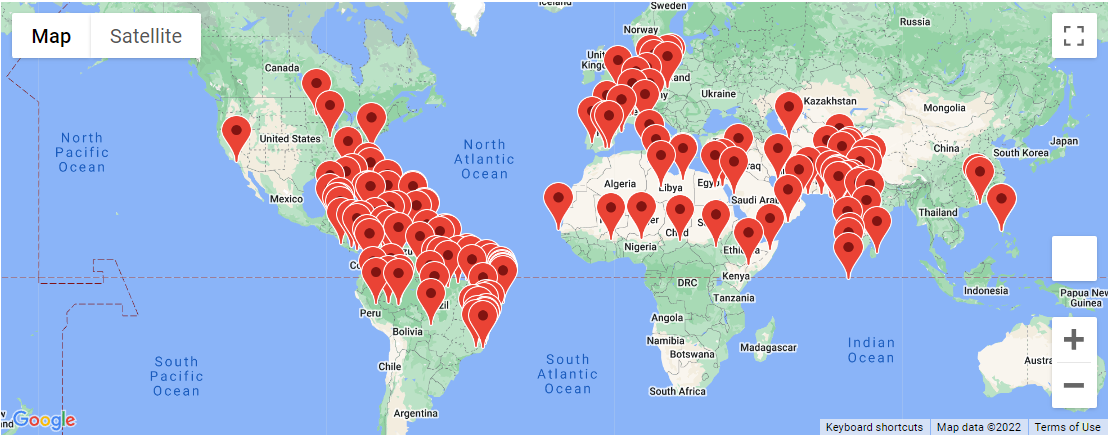 Iceland
Sweden
Norway
Russia
Map
Satellite
Canada
United
Kingdom
land
Ukraine
Kazakhstan
Mongolia
North
Pacific
Ocean
United States
North
Atlantic
Ocean
China
Japan
South Korea
Mexico
Algeria
Libya
Egypt
Iraq
Saudi Arabia
Chad
Nigeria
Ethiopia
Thailand
Kenya
DRC
Tanzania
Indonesia
Papua New
Guinea
Peru
Bolivia
Angola
Namibia
Botswana
Madagascar
Indian
Ocean
Chile
South
Pacific
Ocean
South
Atlantic
Ocean
South Africa
Austra
Argentina
Google
Keyboard shortcuts
Map data ©2022
Terms of Use